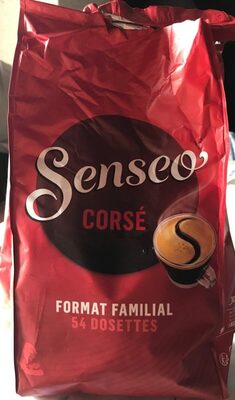 Senseo
CORSÉ
FORMAT FAMILIAL
54 DOSETTES